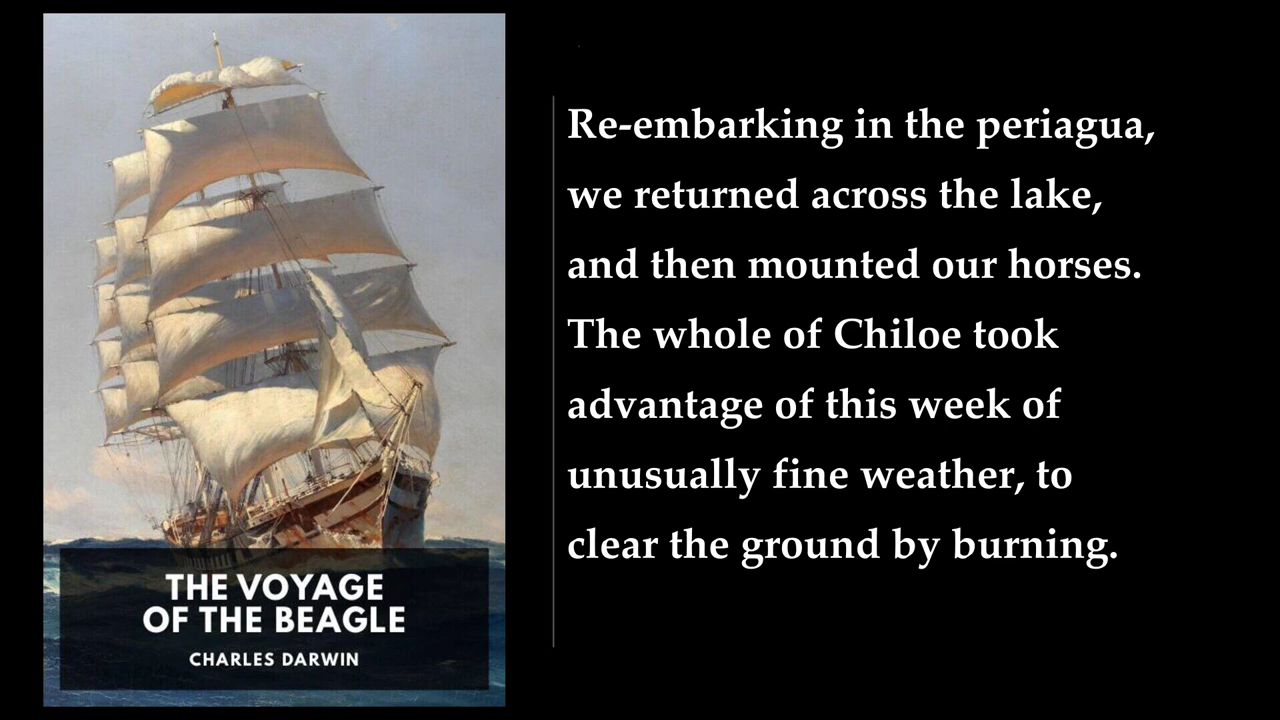 THE VOYAGE
OF THE BEAGLE
CHARLES DARWIN
Re-embarking in the periagua,
we returned across the lake,
and then mounted our horses.
The whole of Chiloe took
advantage of this week of
unusually fine weather, to
clear the ground by burning.